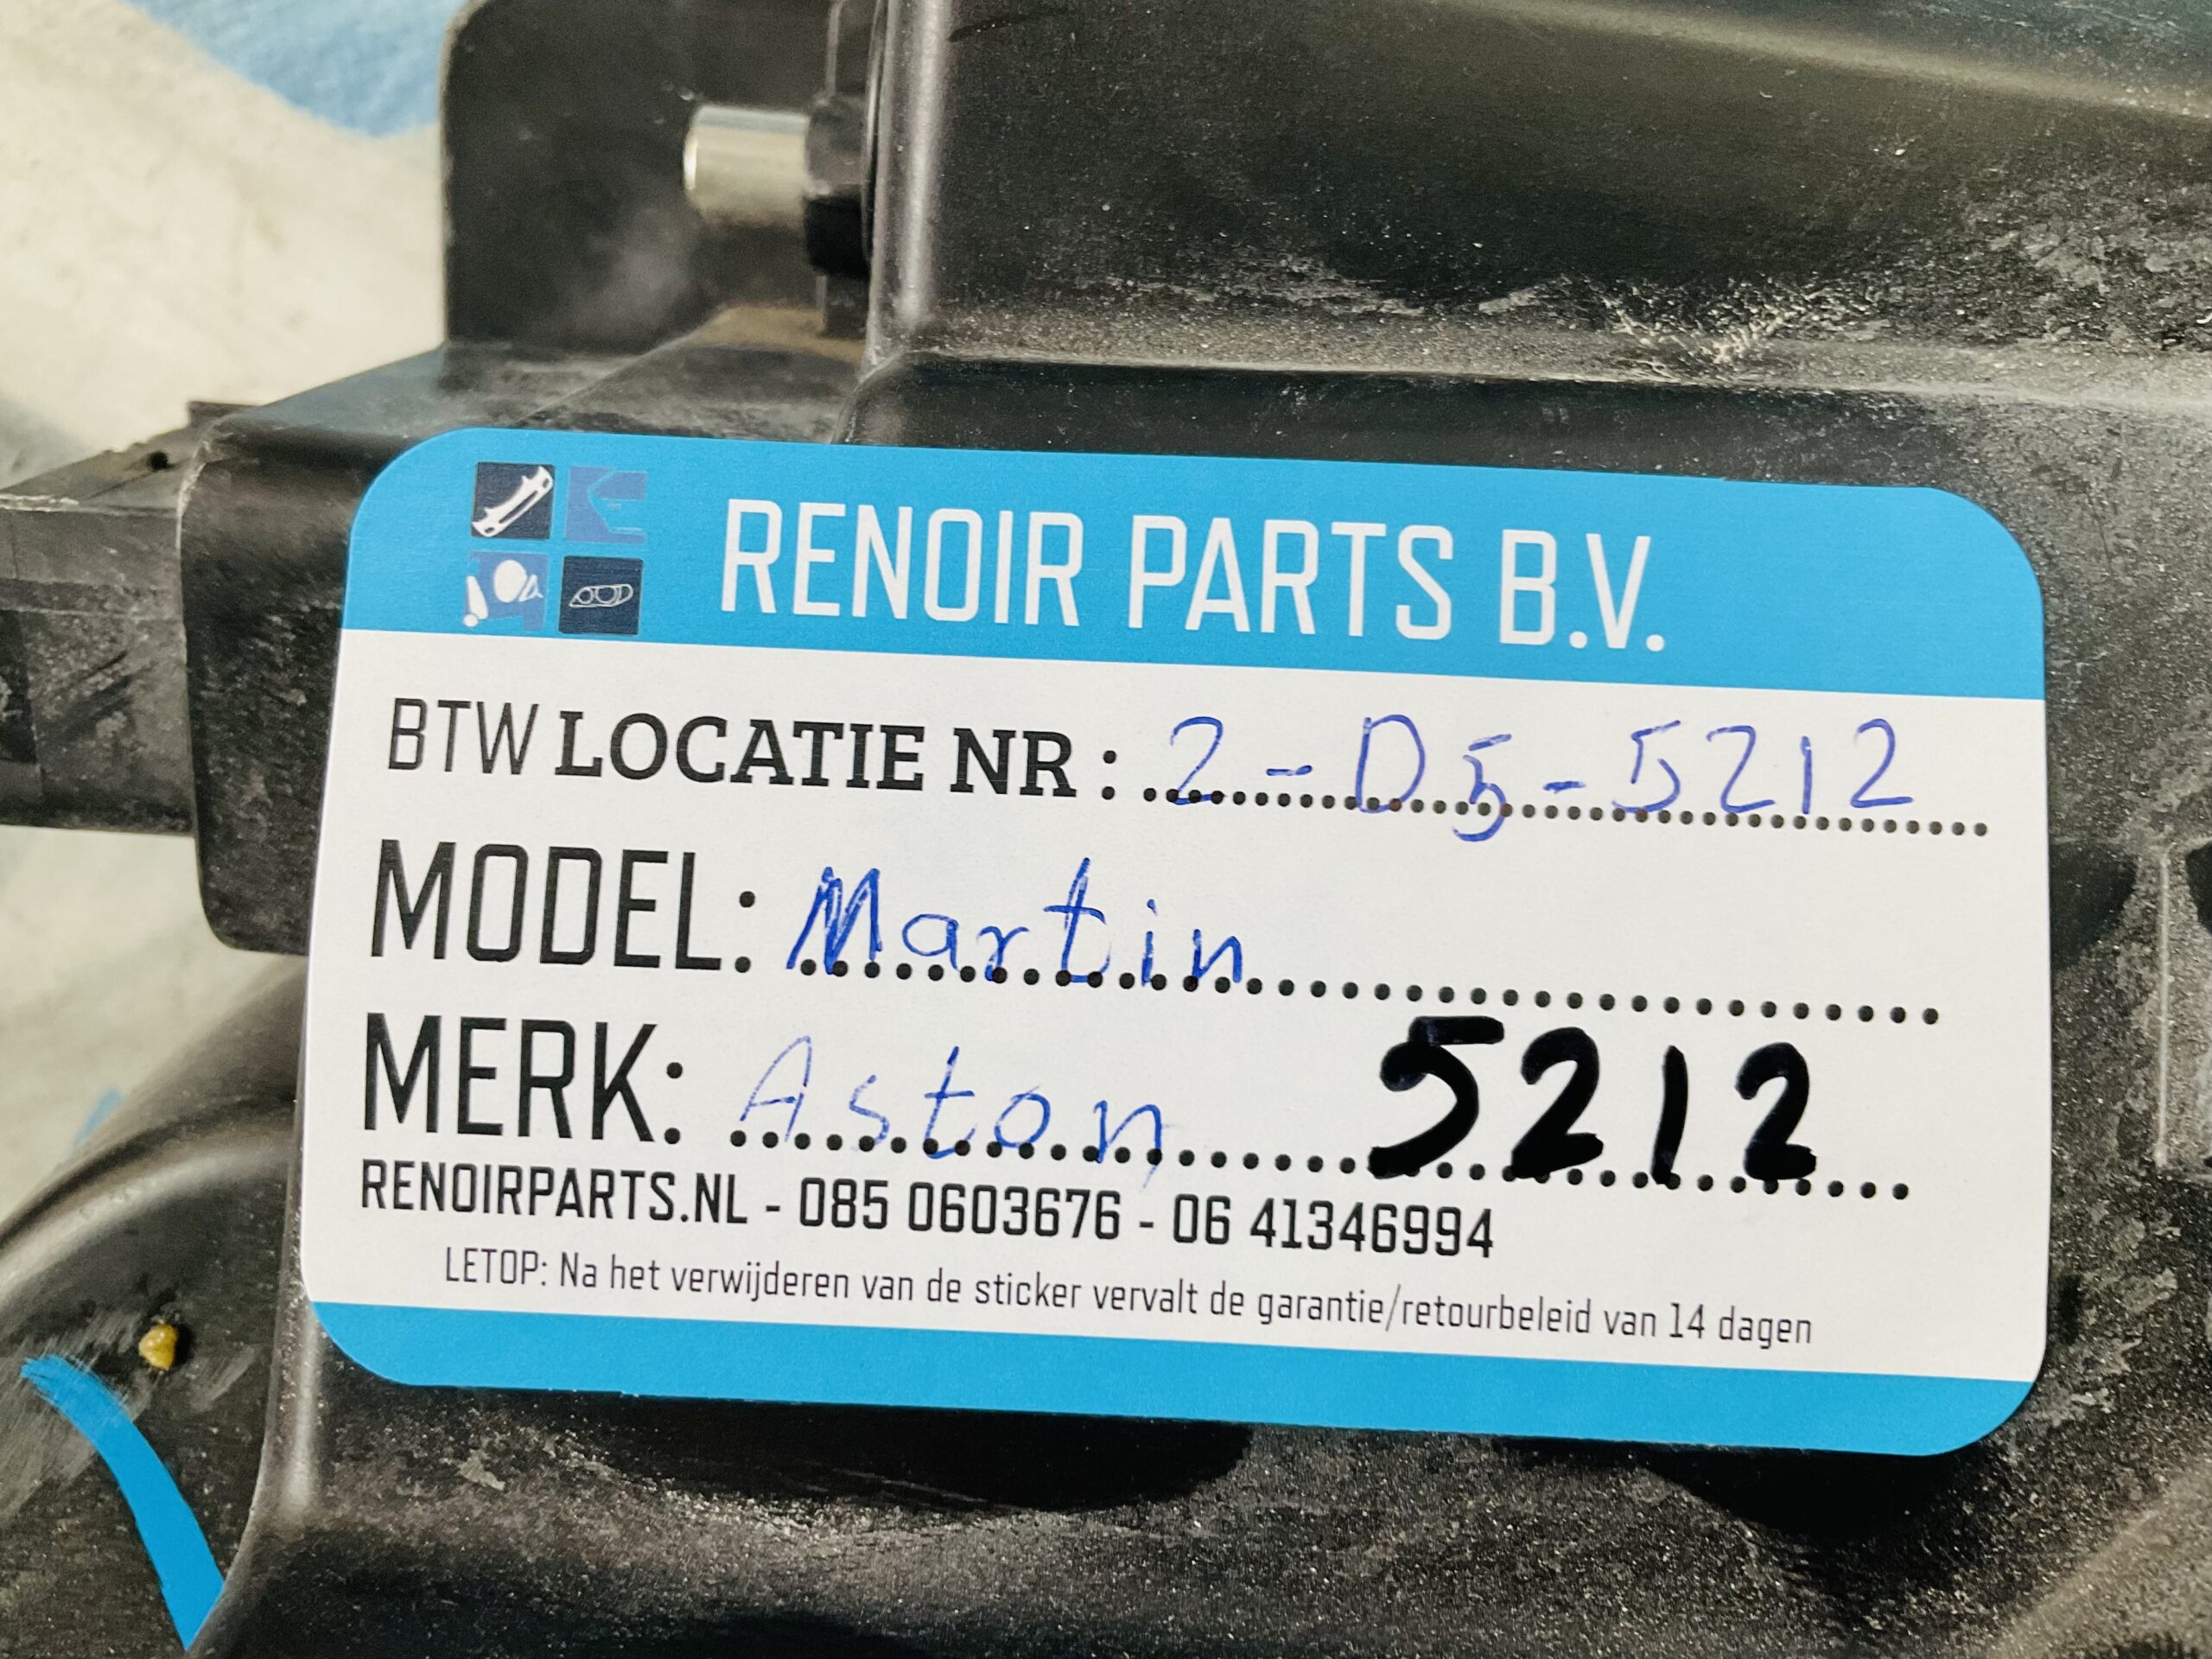 RENOIR PARTS B.V.
BTW LOCATIE NR : 2-D5-5212
MODEL: Martin
MERK: Aston 5212
RENOIRPARTS.NL - 085 0603676 - 06 41346994
LETOP: Na het verwijderen van de sticker vervalt de garantie/retourbeleid van 14 dagen